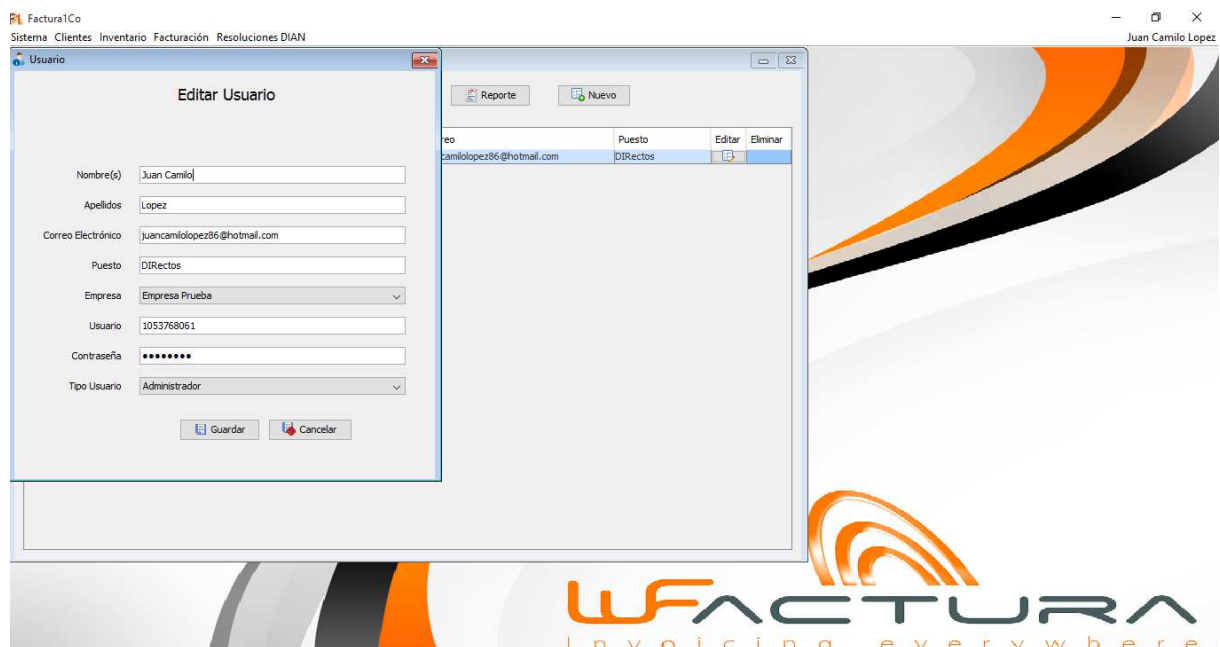 Factura1Co
Sistema Clientes Inventario Facturación Resoluciones DIAN
Juan Camilo Lopez
Usuario
Editar Usuario
Reporte
Nuevo
reo
Puesto
Editar
Eliminar
camilolopez86@hotmail.com
DIRectos
Nombre(s)
Juan Camilo
Apellidos
Lopez
Correo Electrónico
juancamilolopez86@hotmail.com
Puesto
DIRectos
Empresa
Empresa Prueba
Usuario
1053768061
Contraseña
••••••••
Tipo Usuario
Administrador
Guardar
Cancelar
WFACTURA
Invoicing everywhere